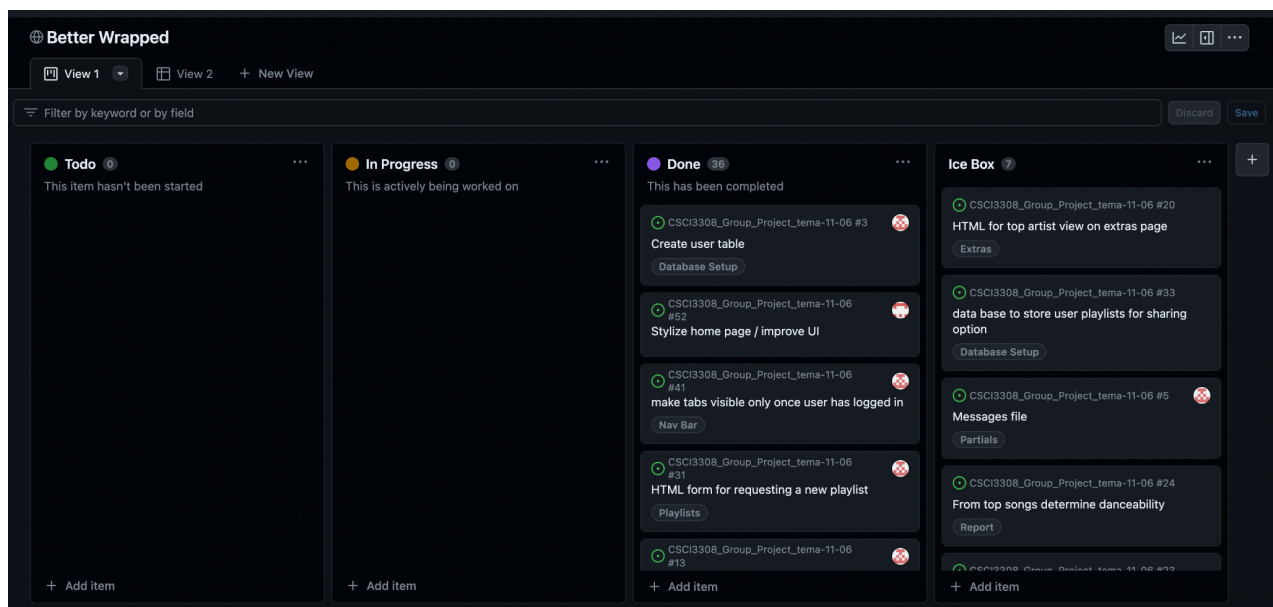 Better Wrapped
View 1
View 2
+ New View
Filter by keyword or by field
Discard
Save
Todo 0
This item hasn't been started
+ Add item
In Progress 0
This is actively being worked on
+ Add item
Done 36
This has been completed
CSCI3308_Group_Project_tema-11-06 #3
Create user table
Database Setup
CSCI3308_Group_Project_tema-11-06
#52
Stylize home page / improve UI
CSCI3308_Group_Project_tema-11-06
#41
make tabs visible only once user has logged in
Nav Bar
CSCI3308_Group_Project_tema-11-06
#31
HTML form for requesting a new playlist
Playlists
CSCI3308_Group_Project_tema-11-06
#13
+ Add item
Ice Box 7
CSCI3308_Group_Project_tema-11-06 #20
HTML for top artist view on extras page
Extras
CSCI3308_Group_Project_tema-11-06 #33
data base to store user playlists for sharing
option
Database Setup
CSCI3308_Group_Project_tema-11-06 #5
Messages file
Partials
CSCI3308_Group_Project_tema-11-06 #24
From top songs determine danceability
Report
+ Add item